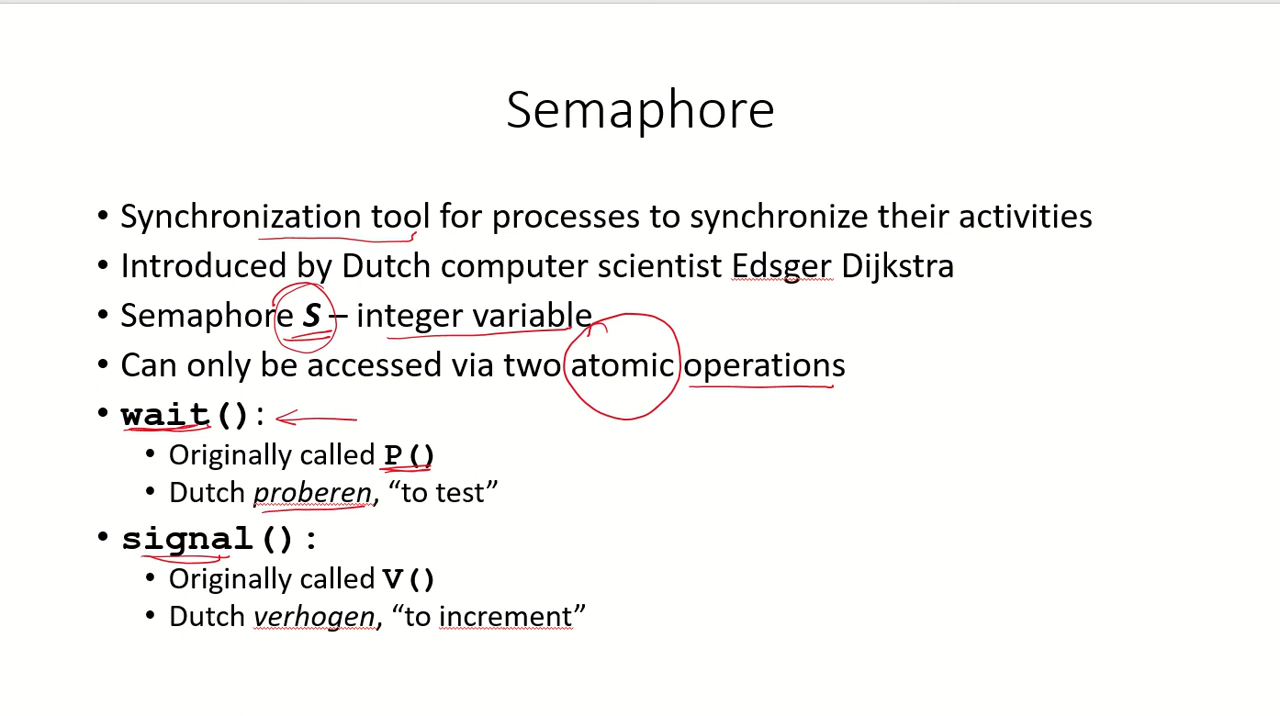 Semaphore
• Synchronization tool for processes to synchronize their activities
• Introduced by Dutch computer scientist Edsger Dijkstra
• Semaphore S – integer variable
• Can only be accessed via two atomic operations
• wait():
• Originally called P()
• Dutch proberen, “to test”
• signal():
• Originally called V()
• Dutch verhogen, “to increment”